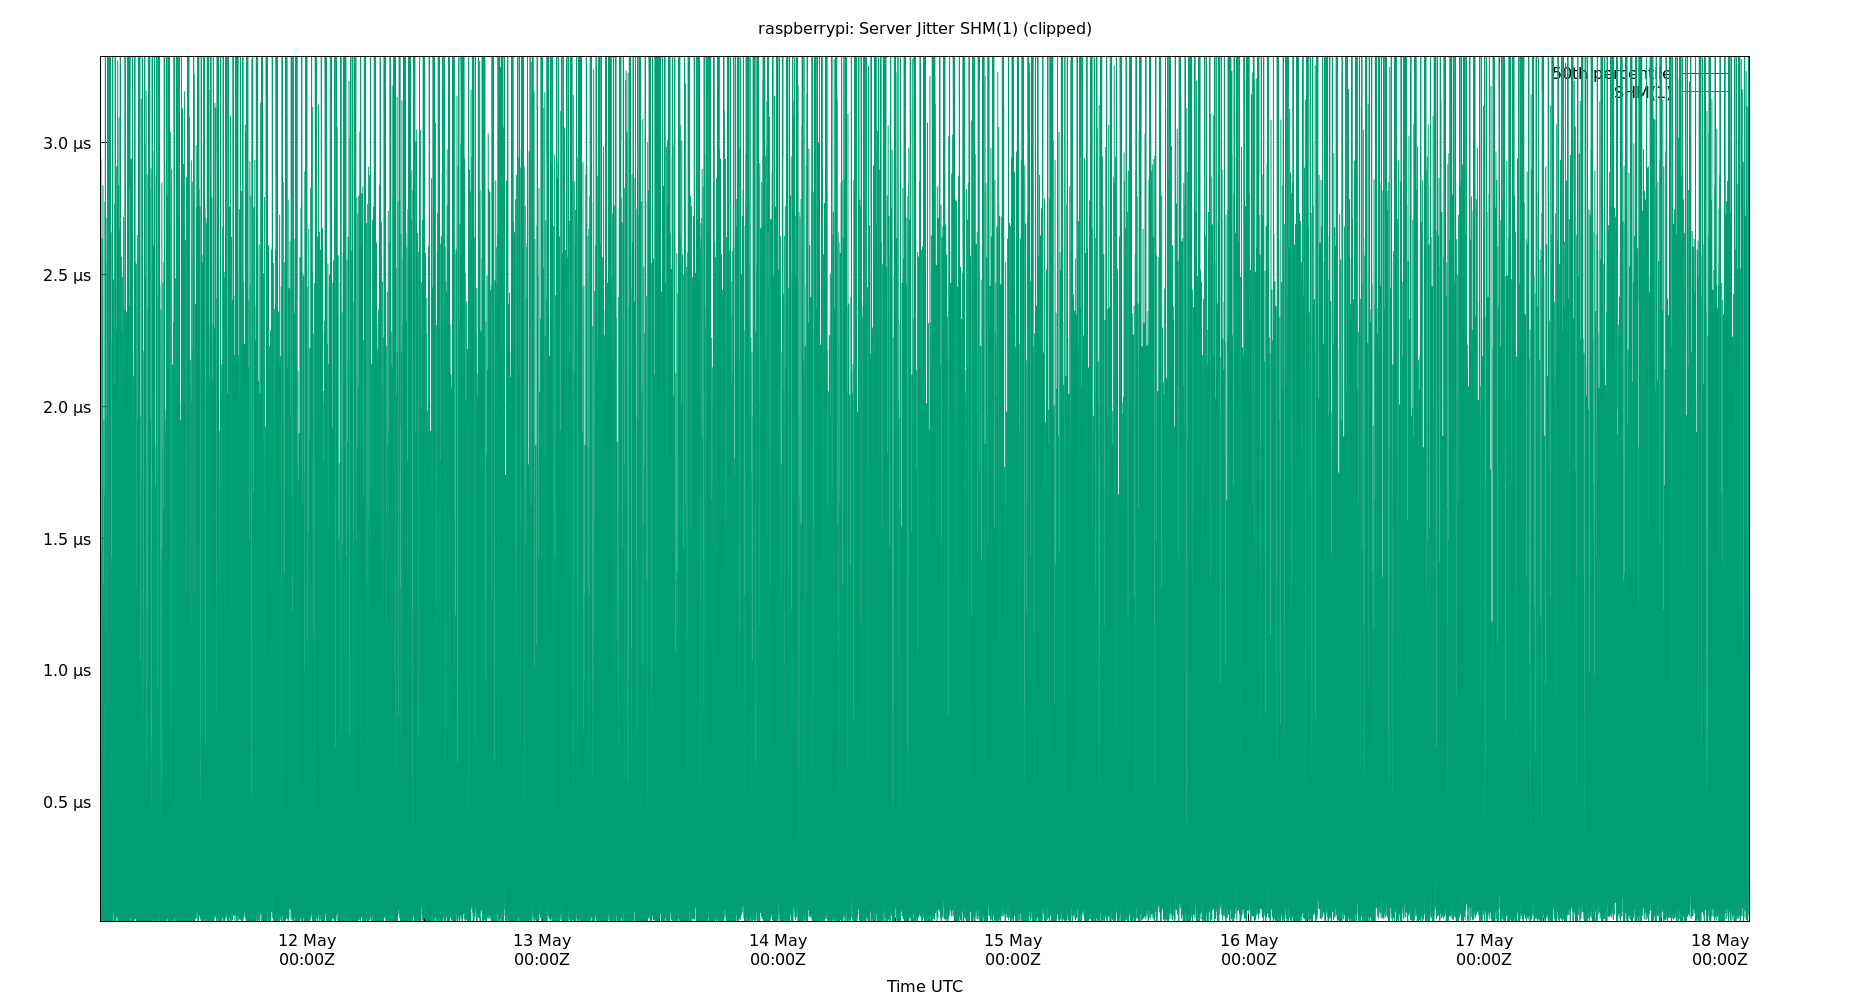 raspberrypi: Server Jitter SHM(1) (clipped)
50th percentile
SHM(1)
3.0 µs
2.5 µs
2.0 µs
1.5 µs
1.0 µs
0.5 µs
12 May 13 May 14 May 15 May 16 May 17 May 18 May
00:00Z 00:00Z 00:00Z 00:00Z 00:00Z 00:00Z 00:00Z
Time UTC